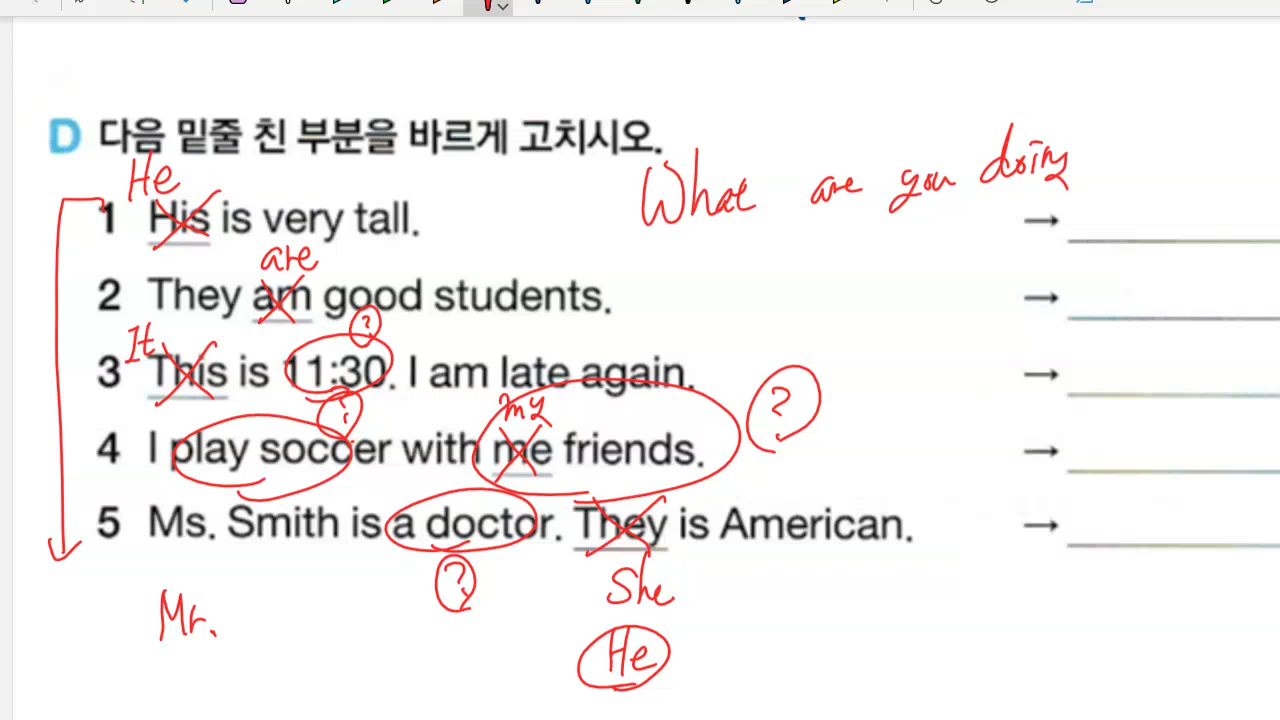 D 다음 밑줄 친 부분을 바르게 고치시오.
What are you doing
He
1 His is very tall. →
are
2 They am good students. →
?
It
3 This is 11:30. I am late again. →
?
my
?
4 I play soccer with me friends. →
5 Ms. Smith is a doctor. They is American. →
?
She
Mr.
He